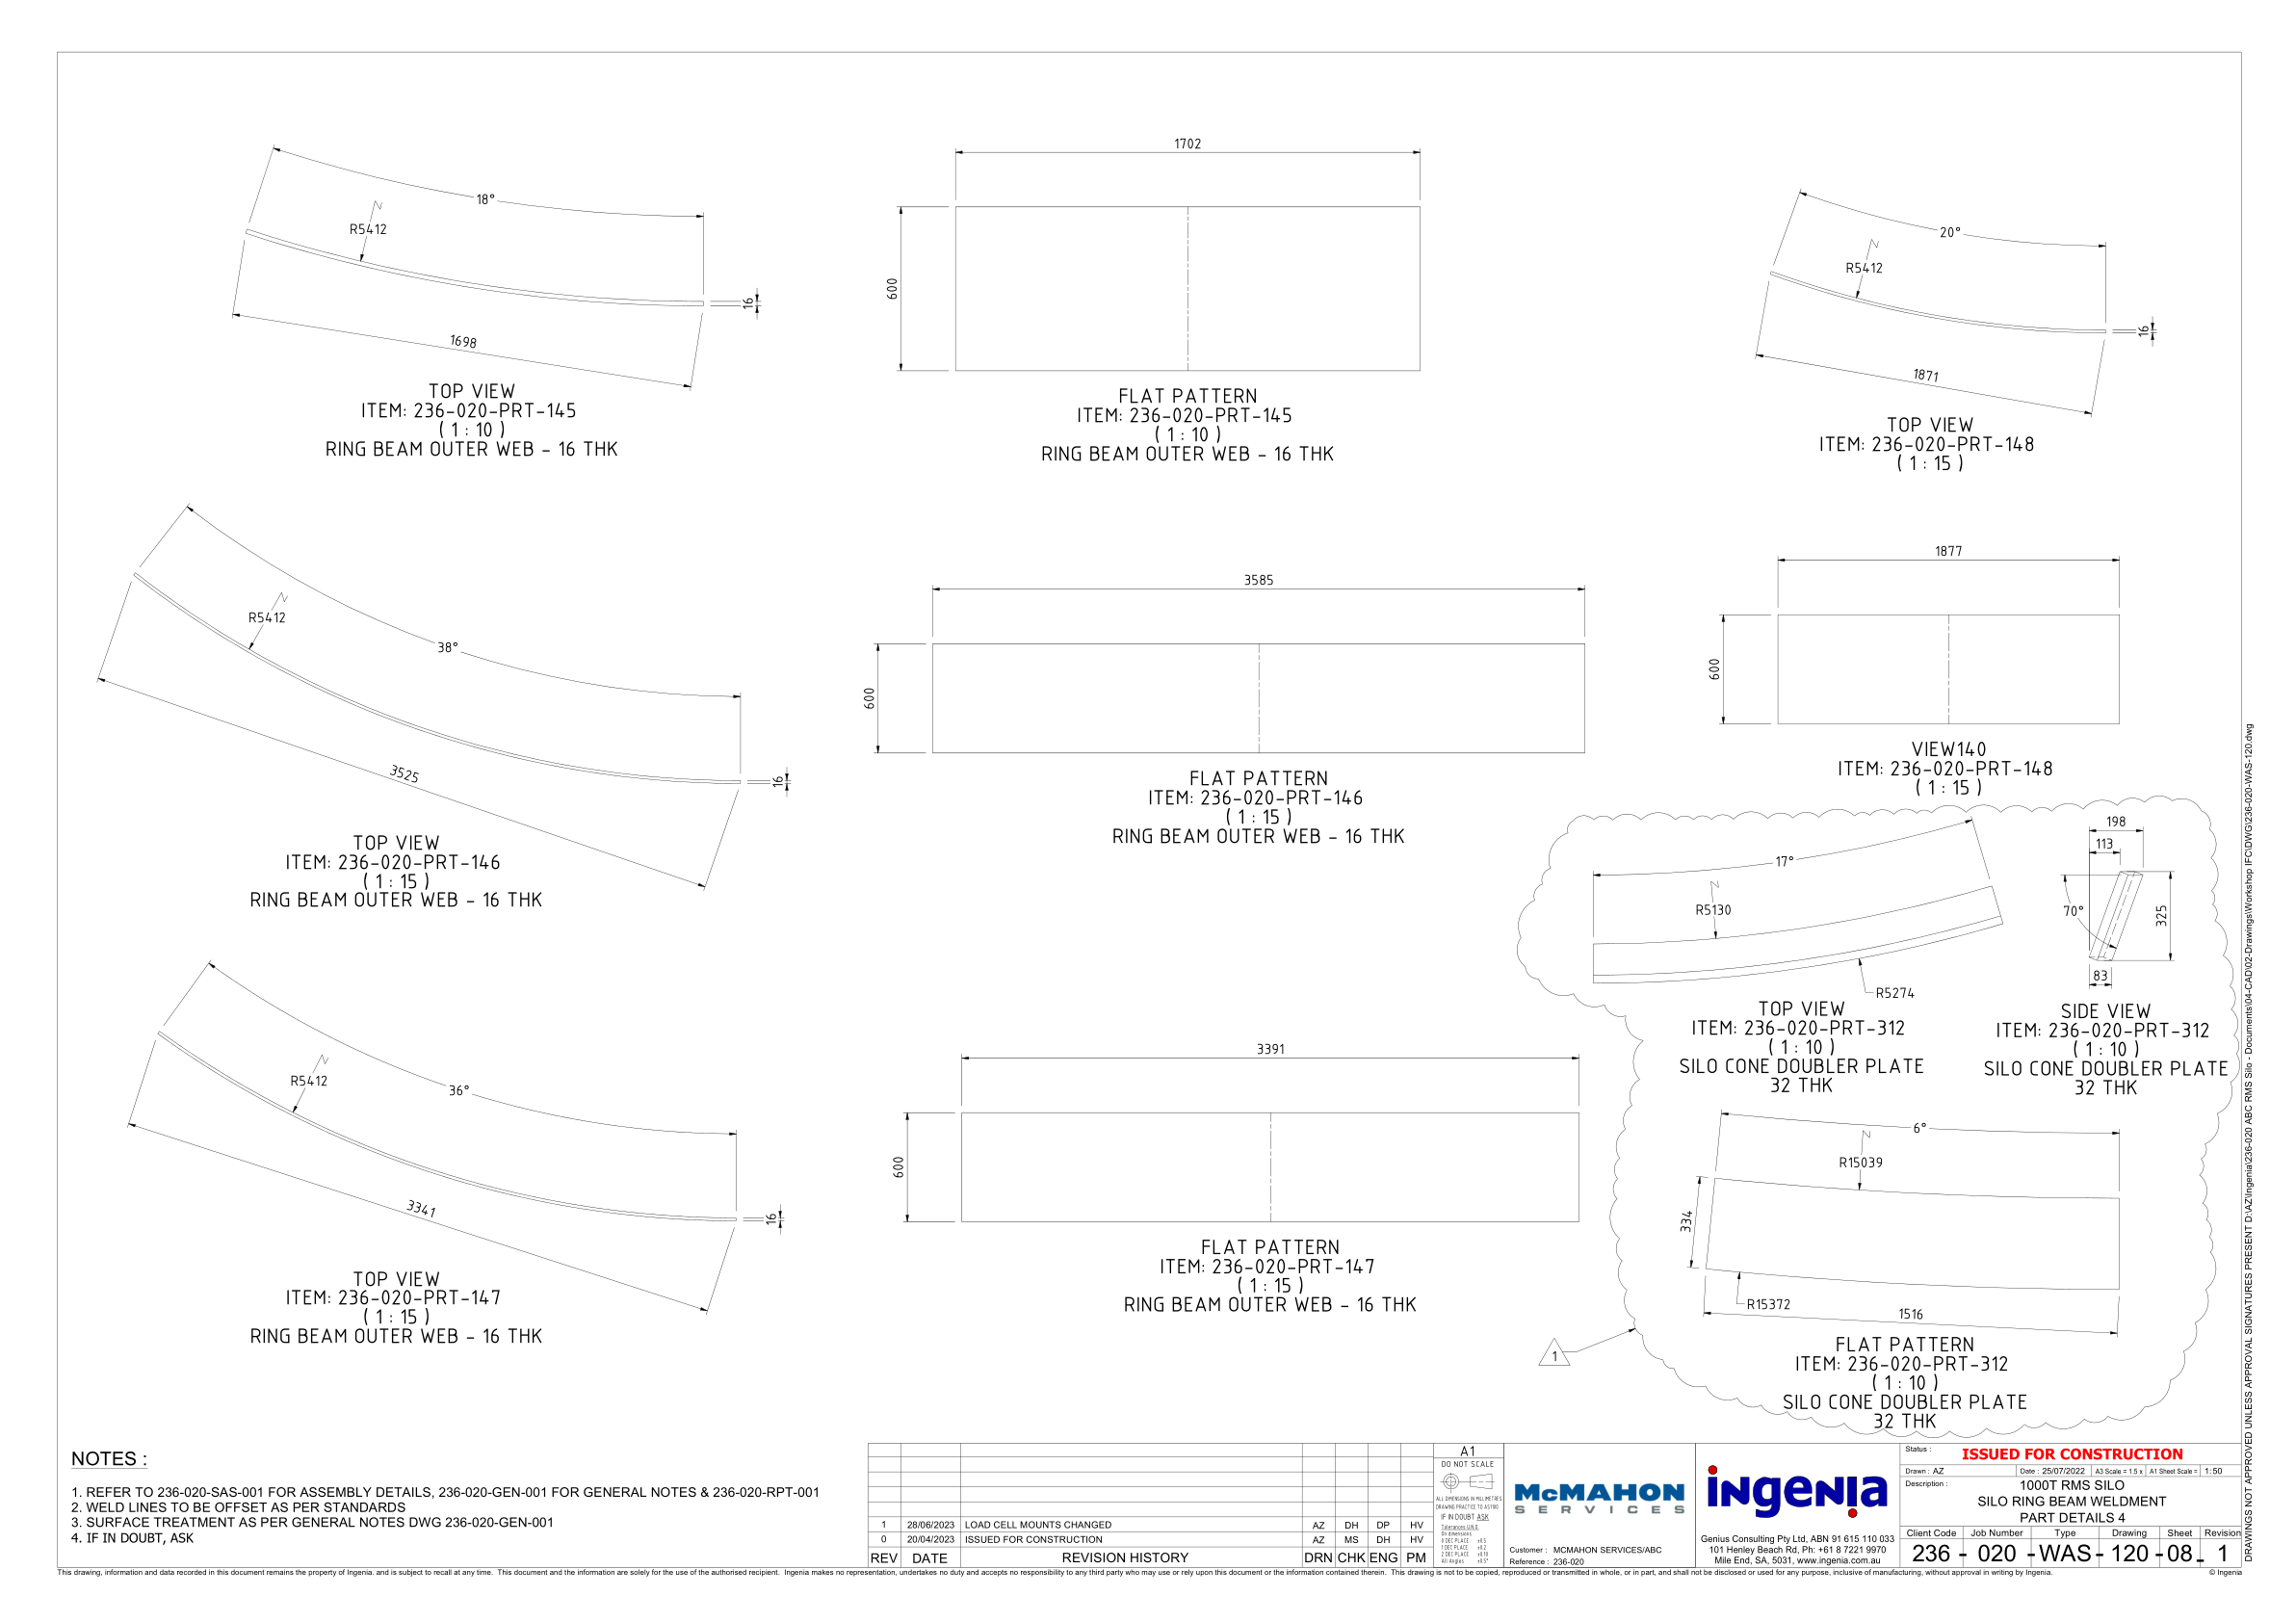 18°
R5412
16
1698
TOP VIEW
ITEM: 236-020-PRT-145
( 1 : 10 )
RING BEAM OUTER WEB - 16 THK
1702
600
FLAT PATTERN
ITEM: 236-020-PRT-145
( 1 : 10 )
RING BEAM OUTER WEB - 16 THK
20°
R5412
16
1871
TOP VIEW
ITEM: 236-020-PRT-148
( 1 : 15 )
38°
R5412
16
3525
TOP VIEW
ITEM: 236-020-PRT-146
( 1 : 15 )
RING BEAM OUTER WEB - 16 THK
3585
600
FLAT PATTERN
ITEM: 236-020-PRT-146
( 1 : 15 )
RING BEAM OUTER WEB - 16 THK
1877
600
VIEW140
ITEM: 236-020-PRT-148
( 1 : 15 )
36°
R5412
16
3341
TOP VIEW
ITEM: 236-020-PRT-147
( 1 : 15 )
RING BEAM OUTER WEB - 16 THK
3391
600
FLAT PATTERN
ITEM: 236-020-PRT-147
( 1 : 15 )
RING BEAM OUTER WEB - 16 THK
17°
R5130
R5274
TOP VIEW
ITEM: 236-020-PRT-312
( 1 : 10 )
SILO CONE DOUBLER PLATE
32 THK
198
113
70°
325
83
SIDE VIEW
ITEM: 236-020-PRT-312
( 1 : 10 )
SILO CONE DOUBLER PLATE
32 THK
6°
R15039
334
R15372
1516
FLAT PATTERN
ITEM: 236-020-PRT-312
( 1 : 10 )
SILO CONE DOUBLER PLATE
32 THK
1
NOTES :
1. REFER TO 236-020-SAS-001 FOR ASSEMBLY DETAILS, 236-020-GEN-001 FOR GENERAL NOTES & 236-020-RPT-001
2. WELD LINES TO BE OFFSET AS PER STANDARDS
3. SURFACE TREATMENT AS PER GENERAL NOTES DWG 236-020-GEN-001
4. IF IN DOUBT, ASK
1 28/06/2023 LOAD CELL MOUNTS CHANGED AZ DH DP HV
0 20/04/2023 ISSUED FOR CONSTRUCTION AZ MS DH HV
REV DATE REVISION HISTORY DRN CHK ENG PM
A1
DO NOT SCALE
ALL DIMENSIONS IN MILLIMETRES
DRAWING PRACTICE TO AS1100
IF IN DOUBT ASK
Tolerances U.N.O.
On dimensions
0 DEC PLACE ±0.5
1 DEC PLACE ±0.2
2 DEC PLACE ±0.10
All Angles ±0.5°
McMAHON
SERVICES
Customer : MCMAHON SERVICES/ABC
Reference : 236-020
ingenia
Genius Consulting Pty Ltd, ABN 91 615 110 033
101 Henley Beach Rd, Ph: +61 8 7221 9970
Mile End, SA, 5031, www.ingenia.com.au
Status : ISSUED FOR CONSTRUCTION
Drawn : AZ Date : 25/07/2022 A3 Scale = 1.5 x A1 Sheet Scale = 1:50
Description : 1000T RMS SILO
SILO RING BEAM WELDMENT
PART DETAILS 4
Client Code Job Number Type Drawing Sheet Revision
236 - 020 - WAS - 120 - 08 - 1
This drawing, information and data recorded in this document remains the property of Ingenia. and is subject to recall at any time. This document and the information are solely for the use of the authorised recipient. Ingenia makes no representation, undertakes no duty and accepts no responsibility to any third party who may use or rely upon this document or the information contained therein. This drawing is not to be copied, reproduced or transmitted in whole, or in part, and shall not be disclosed or used for any purpose, inclusive of manufacturing, without approval in writing by Ingenia. © Ingenia
DRAWINGS NOT APPROVED UNLESS APPROVAL SIGNATURES PRESENT D:\AZ\Ingenia\236-020 ABC RMS Silo - Documents\04-CAD\02-Drawings\Workshop IFC\DWG\236-020-WAS-120.dwg